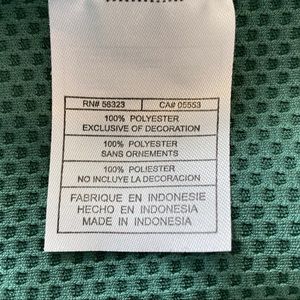 RN# 56323 CA# 05553
100% POLYESTER
EXCLUSIVE OF DECORATION
100% POLYESTER
SANS ORNEMENTS
100% POLIESTER
NO INCLUYE LA DECORACION
FABRIQUE EN INDONESIE
HECHO EN INDONESIA
MADE IN INDONESIA